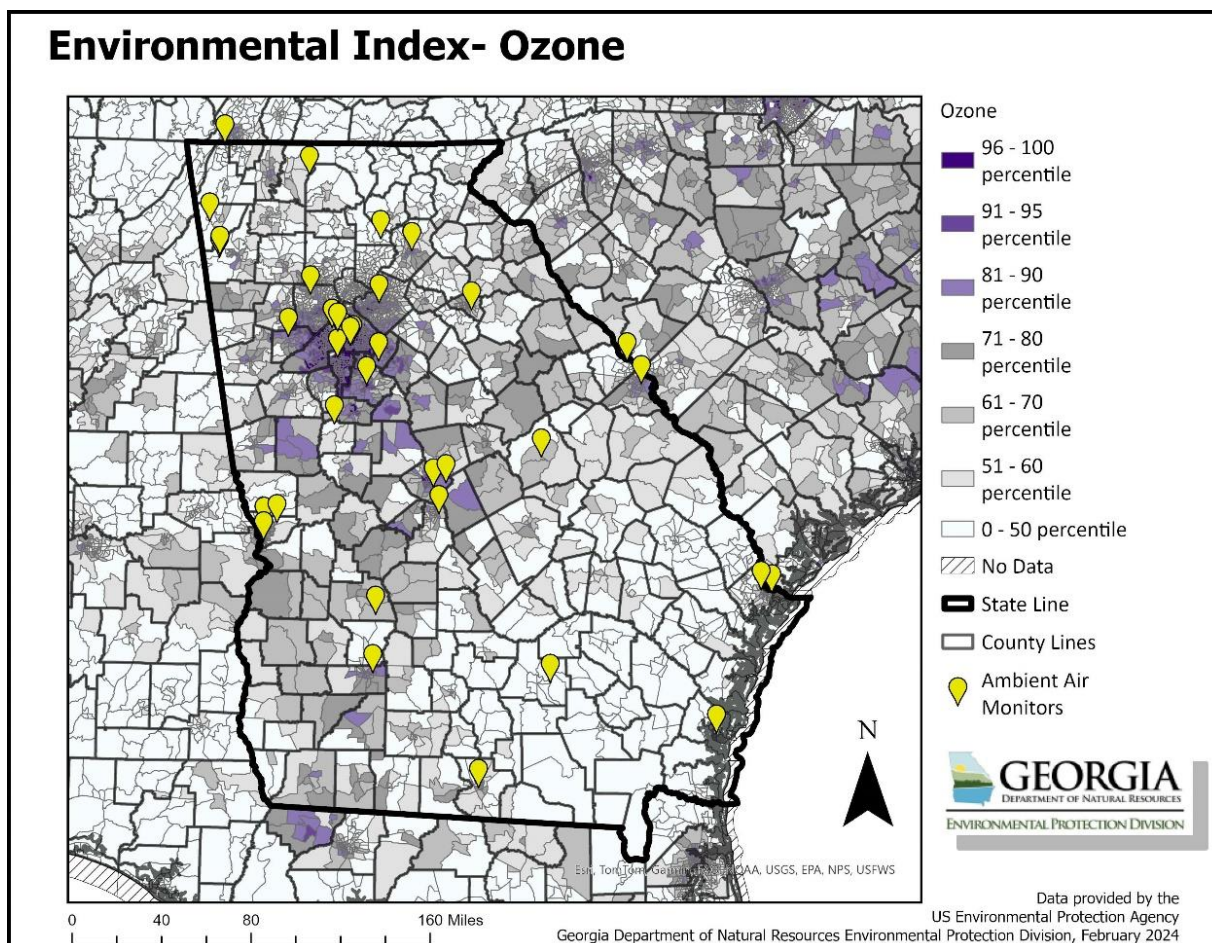 Environmental Index- Ozone
Ozone
96 - 100
percentile
91 - 95
percentile
81 - 90
percentile
71 - 80
percentile
61 - 70
percentile
51 - 60
percentile
0 - 50 percentile
No Data
State Line
County Lines
Ambient Air
Monitors
N
GEORGIA
DEPARTMENT OF NATURAL RESOURCES
ENVIRONMENTAL PROTECTION DIVISION
Esri, TomTom, USGS, EPA, NPS, USFWS
0 40 80 160 Miles
Data provided by the
US Environmental Protection Agency
Georgia Department of Natural Resources Environmental Protection Division, February 2024